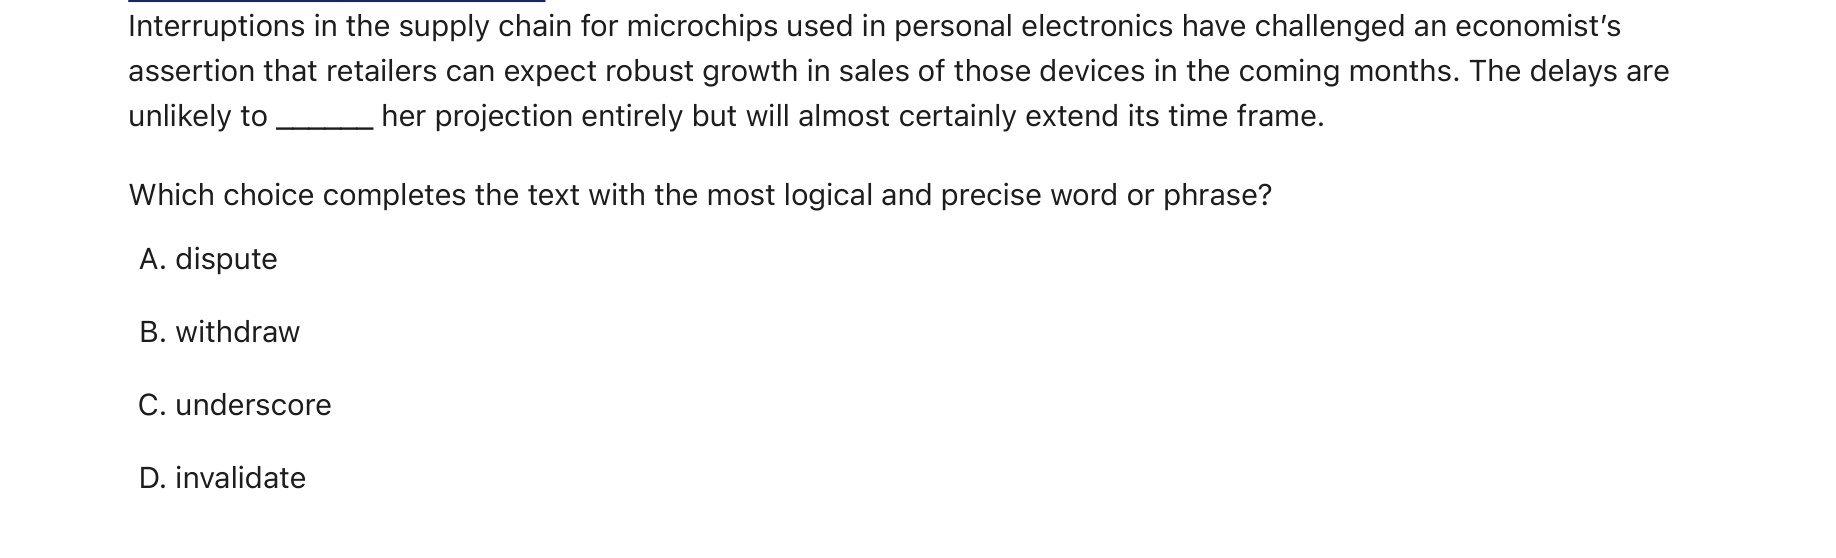 Interruptions in the supply chain for microchips used in personal electronics have challenged an economist’s
assertion that retailers can expect robust growth in sales of those devices in the coming months. The delays are
unlikely to ______ her projection entirely but will almost certainly extend its time frame.
Which choice completes the text with the most logical and precise word or phrase?
A. dispute
B. withdraw
C. underscore
D. invalidate